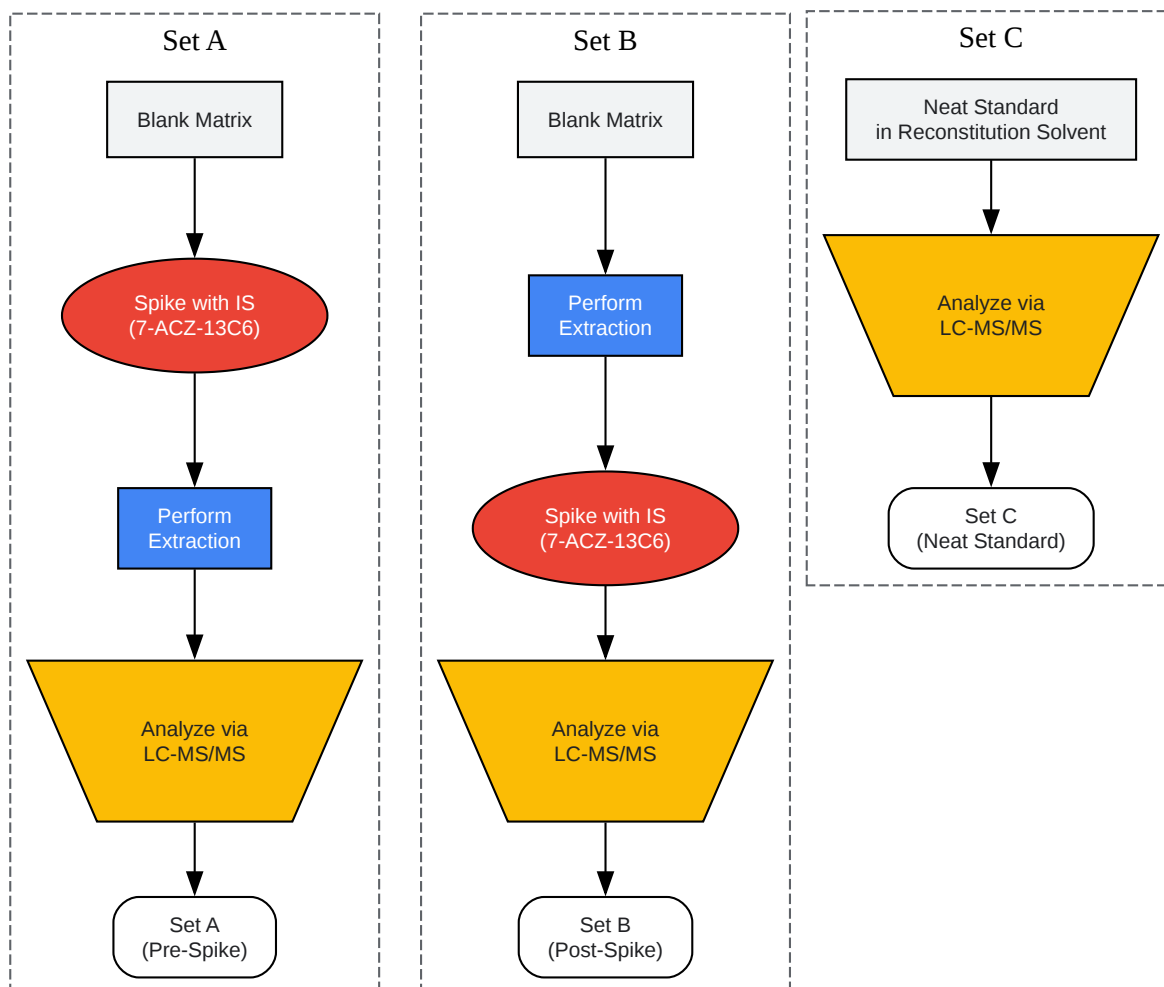 Set A
Blank Matrix
Spike with IS
(7-ACZ-13C6)
Perform
Extraction
Analyze via
LC-MS/MS
Set A
(Pre-Spike)
Set B
Blank Matrix
Perform
Extraction
Spike with IS
(7-ACZ-13C6)
Analyze via
LC-MS/MS
Set B
(Post-Spike)
Set C
Neat Standard
in Reconstitution Solvent
Analyze via
LC-MS/MS
Set C
(Neat Standard)